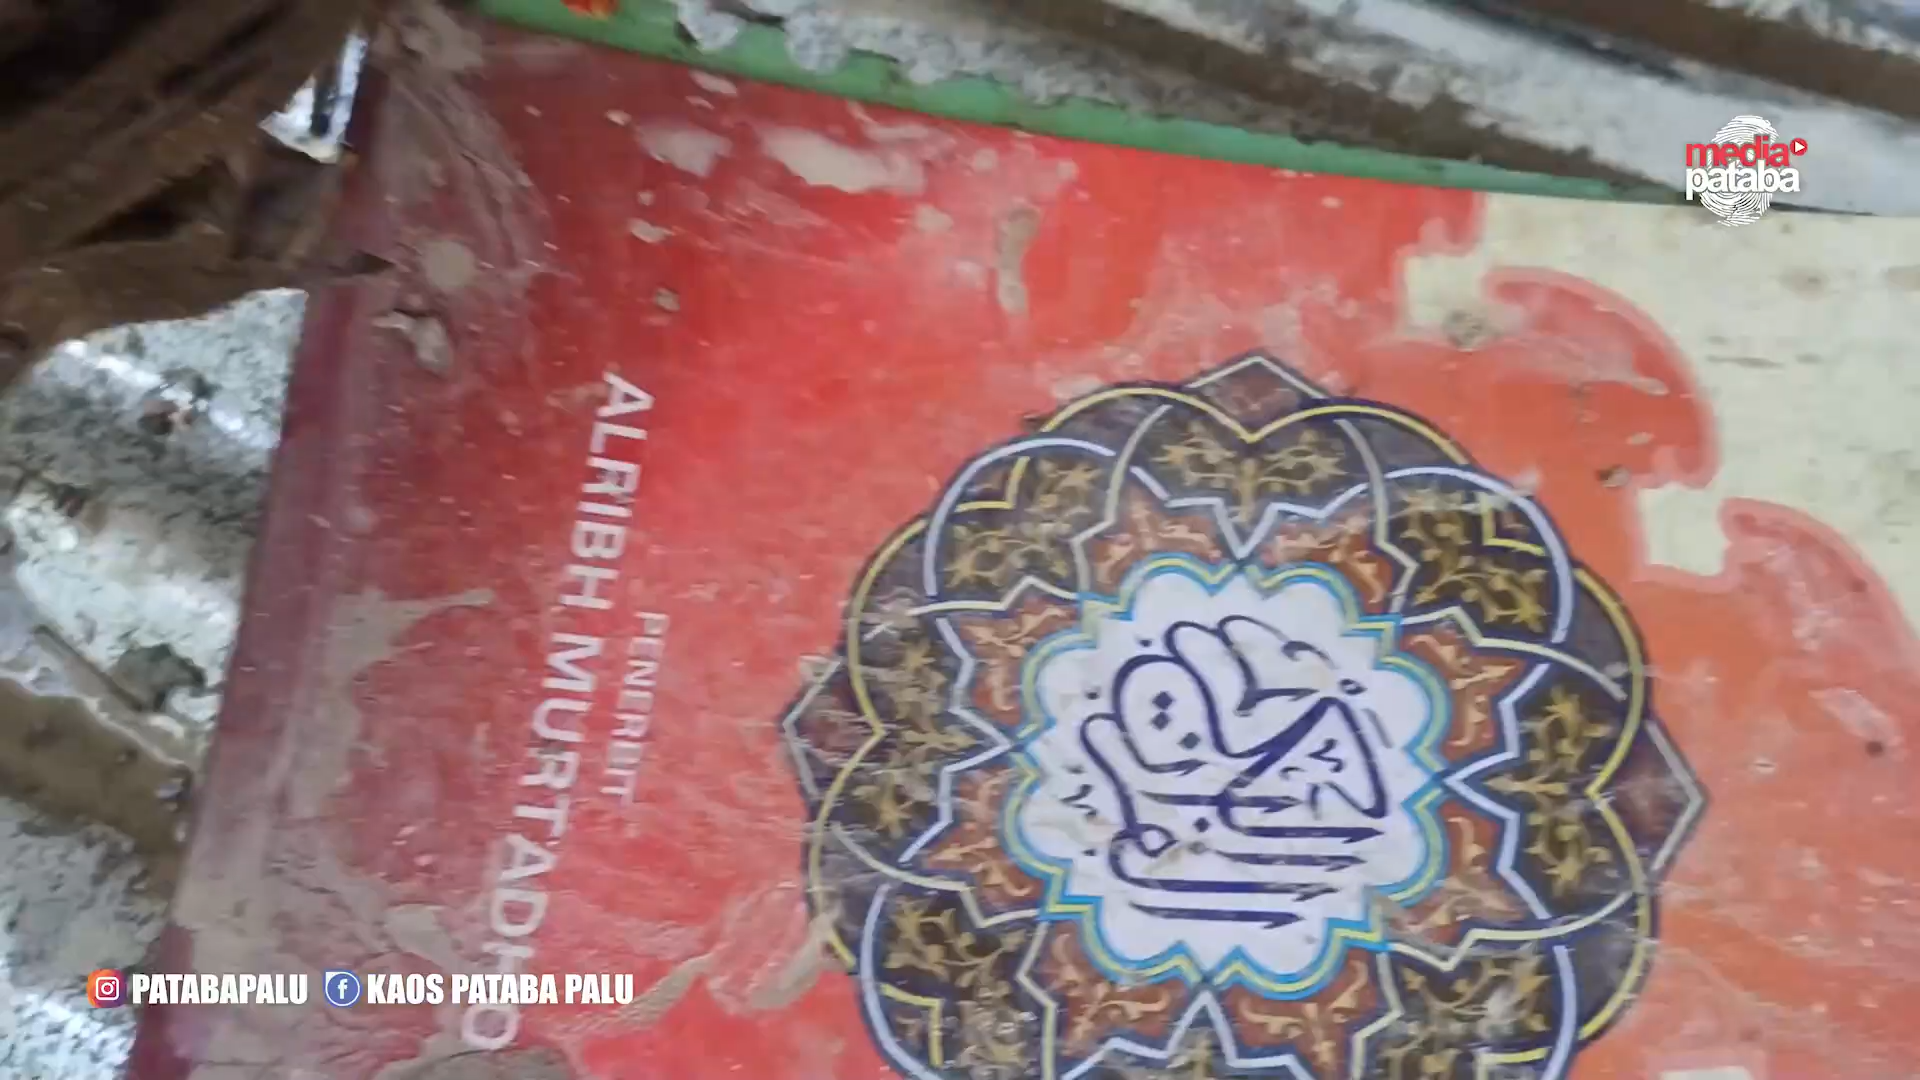 media
pataba
PENERBIT
ALRIBH MURTADHO
القرآن الكريم
PATABAPALU
KAOS PATABA PALU